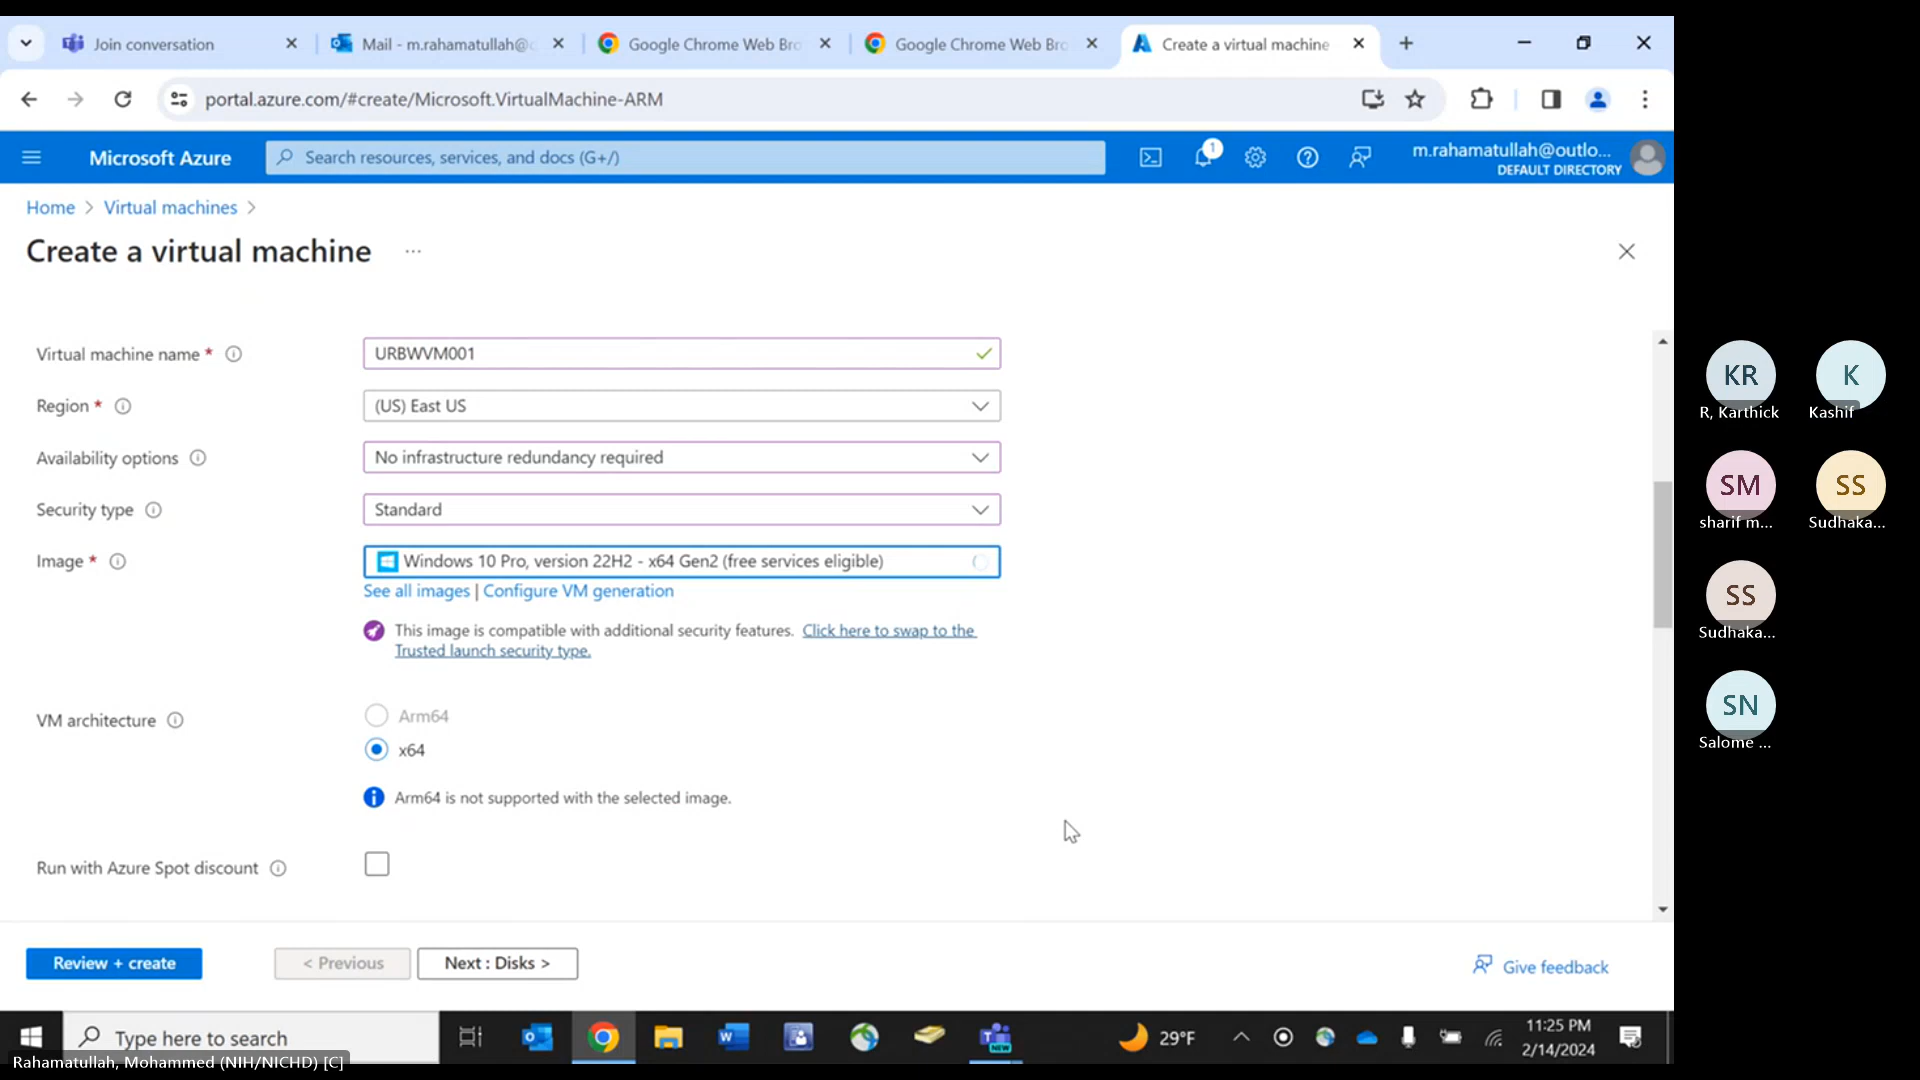 Join conversation
Mail - m.rahamatullah@
Google Chrome Web Bro
Google Chrome Web Bro
Create a virtual machine
portal.azure.com/#create/Microsoft.VirtualMachine-ARM
Microsoft Azure
Search resources, services, and docs (G+/)
1
m.rahamatullah@outlo...
DEFAULT DIRECTORY
Home > Virtual machines >
Create a virtual machine ...
Virtual machine name *
URBWVM001
Region *
(US) East US
Availability options
No infrastructure redundancy required
Security type
Standard
Image *
Windows 10 Pro, version 22H2 - x64 Gen2 (free services eligible)
See all images | Configure VM generation
This image is compatible with additional security features. Click here to swap to the
Trusted launch security type.
VM architecture
Arm64
x64
Arm64 is not supported with the selected image.
Run with Azure Spot discount
Review + create
< Previous
Next : Disks >
Give feedback
Type here to search
29°F
11:25 PM
2/14/2024
Rahamatullah, Mohammed (NIH/NICHD) [C]
KR
R, Karthick
K
Kashif
SM
sharif m...
SS
Sudhaka...
SS
Sudhaka...
SN
Salome ...